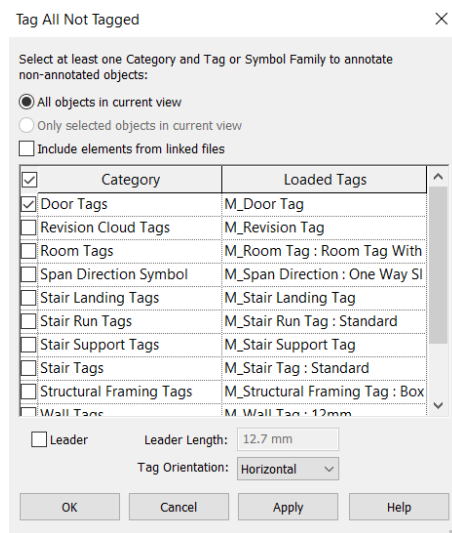 Tag All Not Tagged
Select at least one Category and Tag or Symbol Family to annotate
non-annotated objects:
All objects in current view
Only selected objects in current view
Include elements from linked files
Category Loaded Tags
Door Tags M_Door Tag
Revision Cloud Tags M_Revision Tag
Room Tags M_Room Tag : Room Tag With
Span Direction Symbol M_Span Direction : One Way Sl
Stair Landing Tags M_Stair Landing Tag
Stair Run Tags M_Stair Run Tag : Standard
Stair Support Tags M_Stair Support Tag
Stair Tags M_Stair Tag : Standard
Structural Framing Tags M_Structural Framing Tag : Box
Wall Tags M_Wall Tag : 12mm
Leader Leader Length: 12.7 mm
Tag Orientation: Horizontal
OK Cancel Apply Help